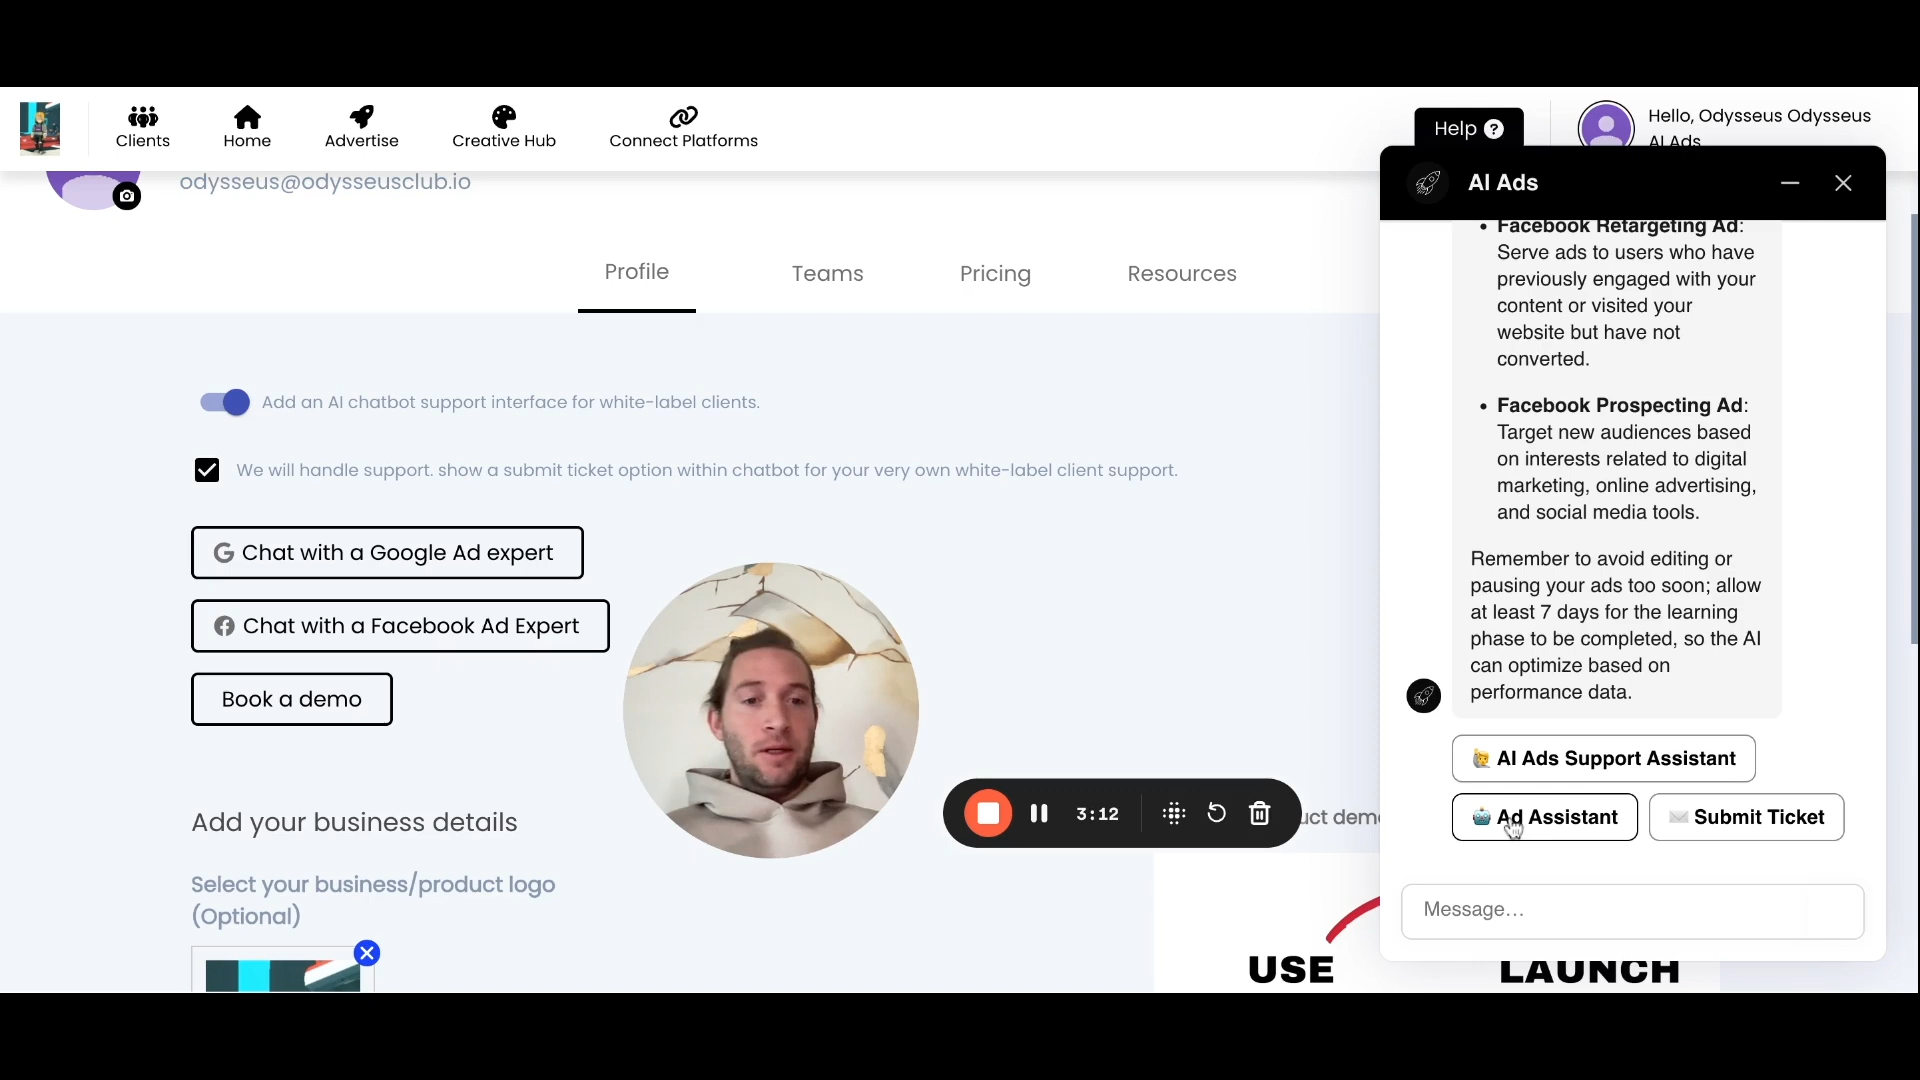 Clients
Home
Advertise
Creative Hub
Connect Platforms
Help ?
Hello, Odysseus Odysseus
AI Ads
odysseus@odysseusclub.io
Profile
Teams
Pricing
Resources
Add an AI chatbot support interface for white-label clients.
We will handle support. show a submit ticket option within chatbot for your very own white-label client support.
Chat with a Google Ad expert
Chat with a Facebook Ad Expert
Book a demo
Add your business details
Select your business/product logo
(Optional)
3:12
uct demo
USE
LAUNCH
AI Ads
• Facebook Retargeting Ad:
Serve ads to users who have
previously engaged with your
content or visited your
website but have not
converted.
• Facebook Prospecting Ad:
Target new audiences based
on interests related to digital
marketing, online advertising,
and social media tools.
Remember to avoid editing or
pausing your ads too soon; allow
at least 7 days for the learning
phase to be completed, so the AI
can optimize based on
performance data.
AI Ads Support Assistant
Ad Assistant
Submit Ticket
Message...